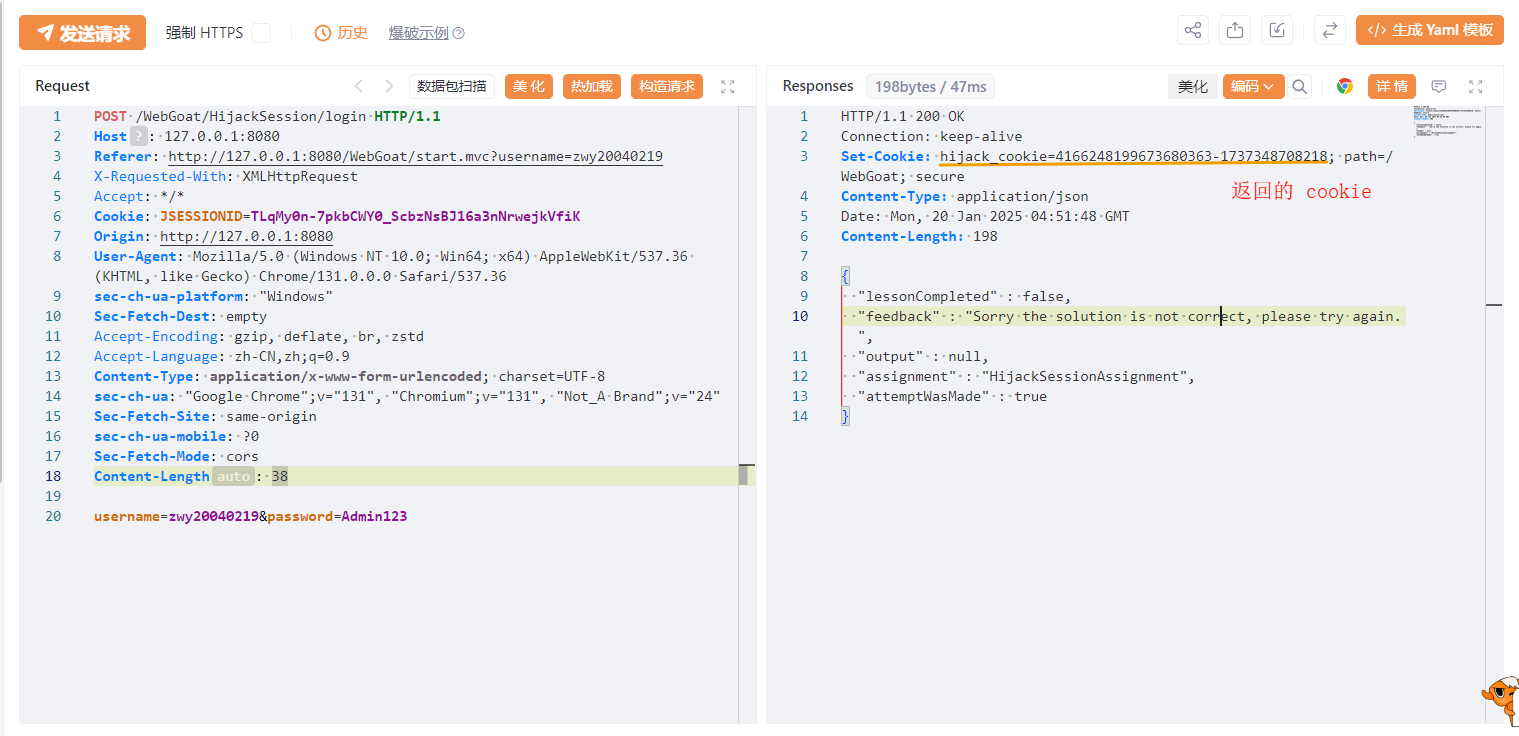 发送请求 强制 HTTPS 历史 爆破示例 生成 Yaml 模板
Request 数据包扫描 美化 热加载 构造请求
1 POST /WebGoat/HijackSession/login HTTP/1.1
2 Host ? : 127.0.0.1:8080
3 Referer: http://127.0.0.1:8080/WebGoat/start.mvc?username=zwy20040219
4 X-Requested-With: XMLHttpRequest
5 Accept: */*
6 Cookie: JSESSIONID=TLqMy0n-7pkbCWY0_ScbzNsBJ16a3nNrwejkVfiK
7 Origin: http://127.0.0.1:8080
8 User-Agent: Mozilla/5.0 (Windows NT 10.0; Win64; x64) AppleWebKit/537.36
(KHTML, like Gecko) Chrome/131.0.0.0 Safari/537.36
9 sec-ch-ua-platform: "Windows"
10 Sec-Fetch-Dest: empty
11 Accept-Encoding: gzip, deflate, br, zstd
12 Accept-Language: zh-CN,zh;q=0.9
13 Content-Type: application/x-www-form-urlencoded; charset=UTF-8
14 sec-ch-ua: "Google Chrome";v="131", "Chromium";v="131", "Not_A Brand";v="24"
15 Sec-Fetch-Site: same-origin
16 sec-ch-ua-mobile: ?0
17 Sec-Fetch-Mode: cors
18 Content-Length auto : 38
19
20 username=zwy20040219&password=Admin123
Responses 198bytes / 47ms 美化 编码 详情
1 HTTP/1.1 200 OK
2 Connection: keep-alive
3 Set-Cookie: hijack_cookie=4166248199673680363-1737348708218; path=/
WebGoat; secure
返回的 cookie
4 Content-Type: application/json
5 Date: Mon, 20 Jan 2025 04:51:48 GMT
6 Content-Length: 198
7
8 {
9 "lessonCompleted" : false,
10 "feedback" : "Sorry the solution is not correct, please try again.
",
11 "output" : null,
12 "assignment" : "HijackSessionAssignment",
13 "attemptWasMade" : true
14 }